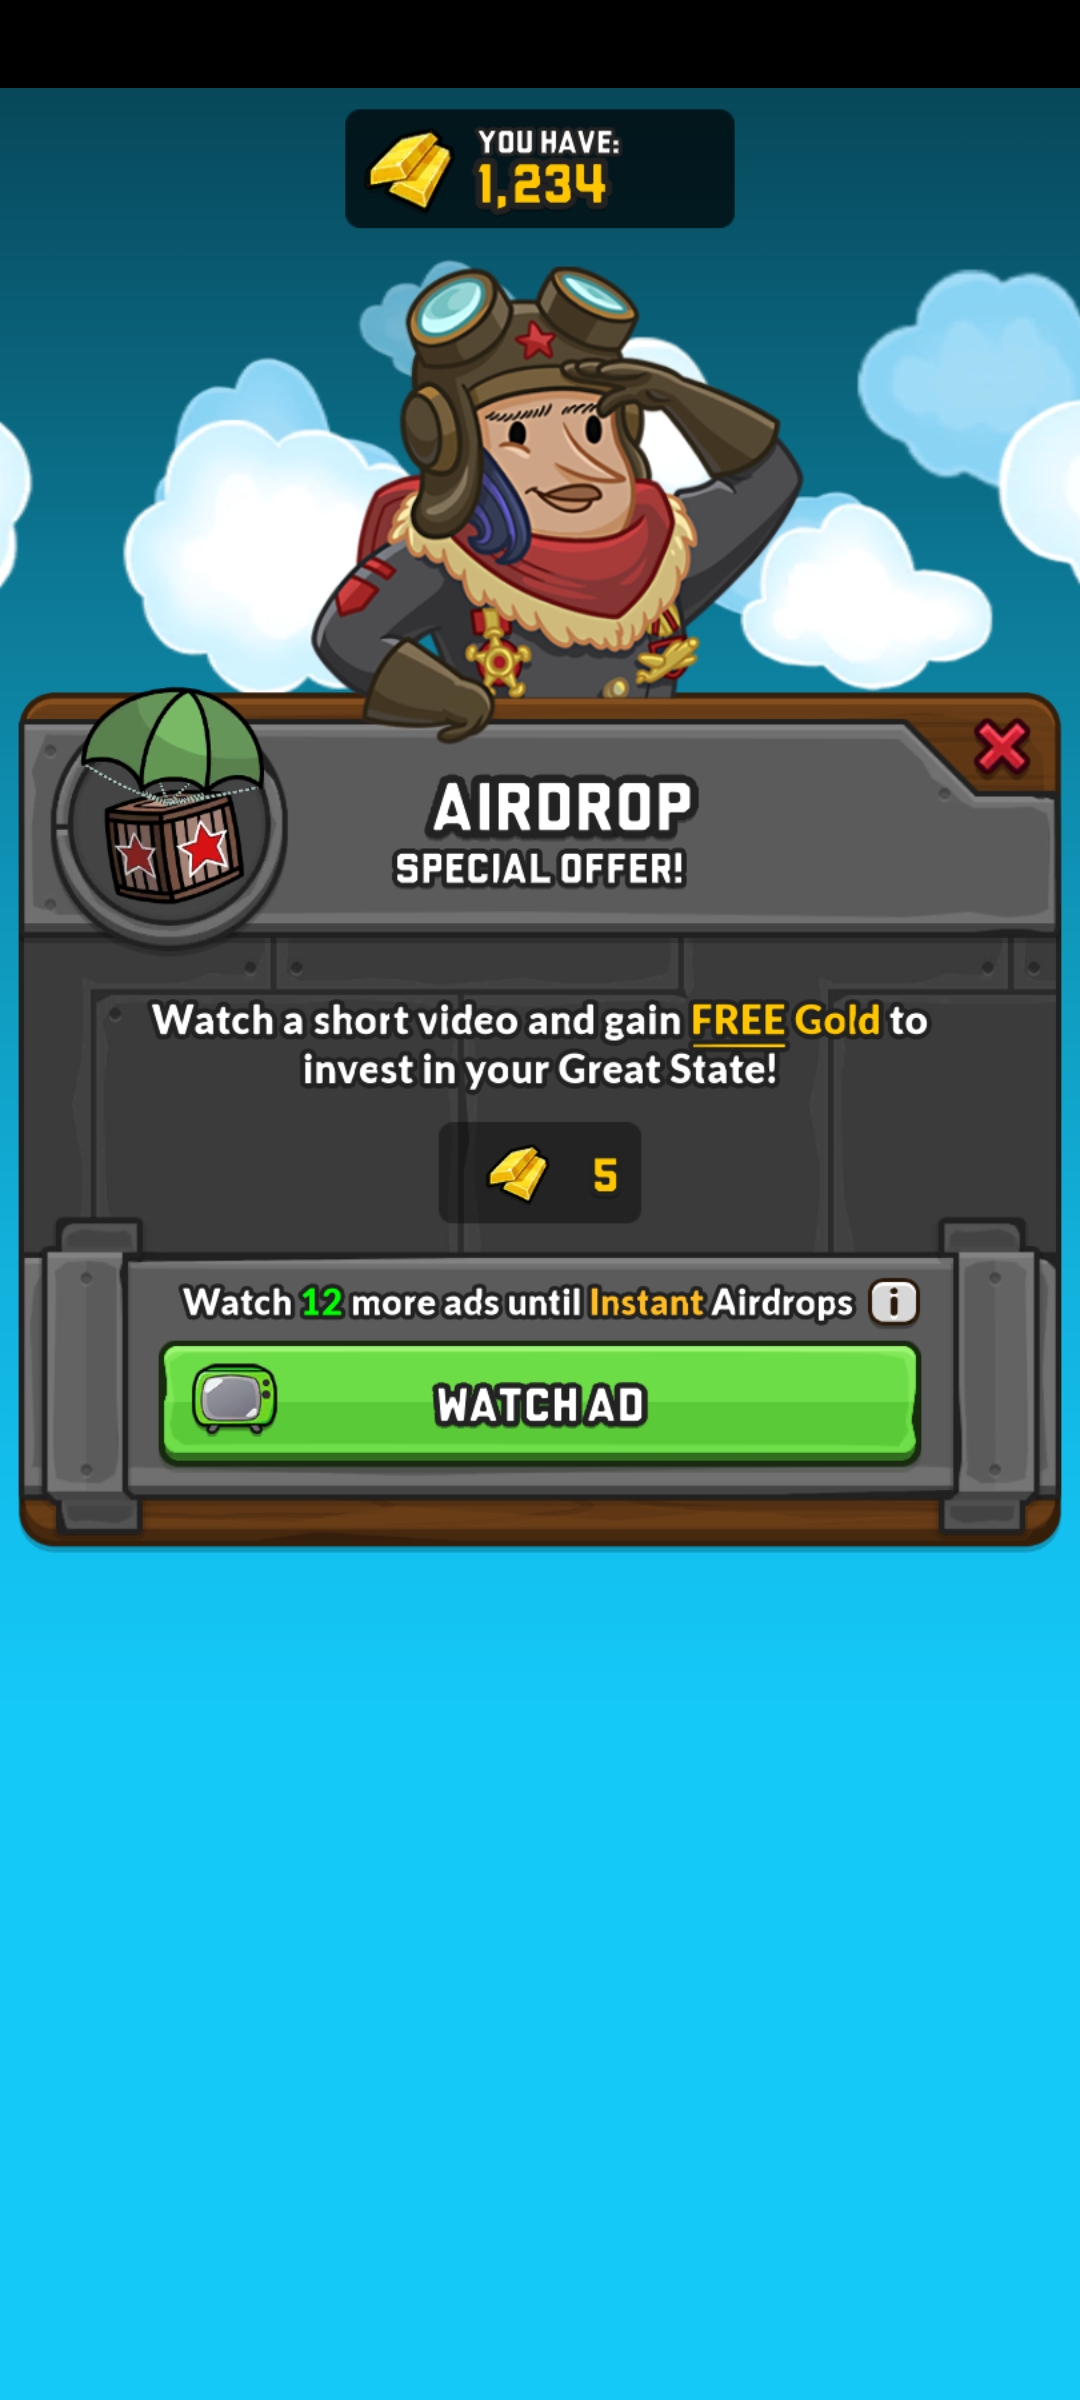 YOU HAVE:
1,234
AIRDROP
SPECIAL OFFER!
Watch a short video and gain FREE Gold to
invest in your Great State!
5
Watch 12 more ads until Instant Airdrops i
WATCH AD